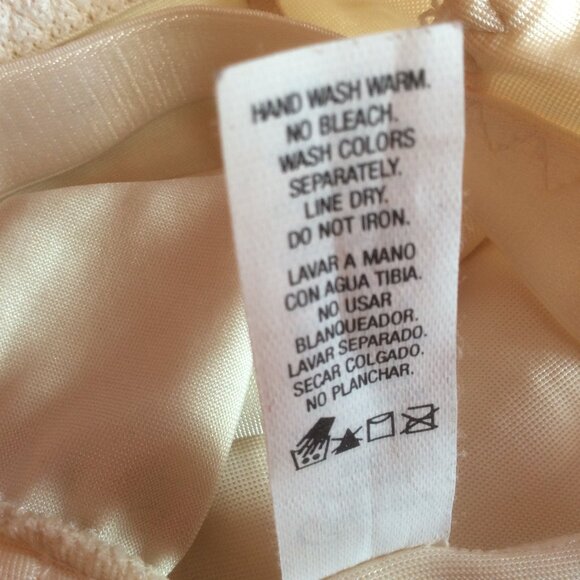 HAND WASH WARM.
NO BLEACH.
WASH COLORS
SEPARATELY.
LINE DRY.
DO NOT IRON.
LAVAR A MANO
CON AGUA TIBIA.
NO USAR
BLANQUEADOR.
LAVAR SEPARADO.
SECAR COLGADO.
NO PLANCHAR.